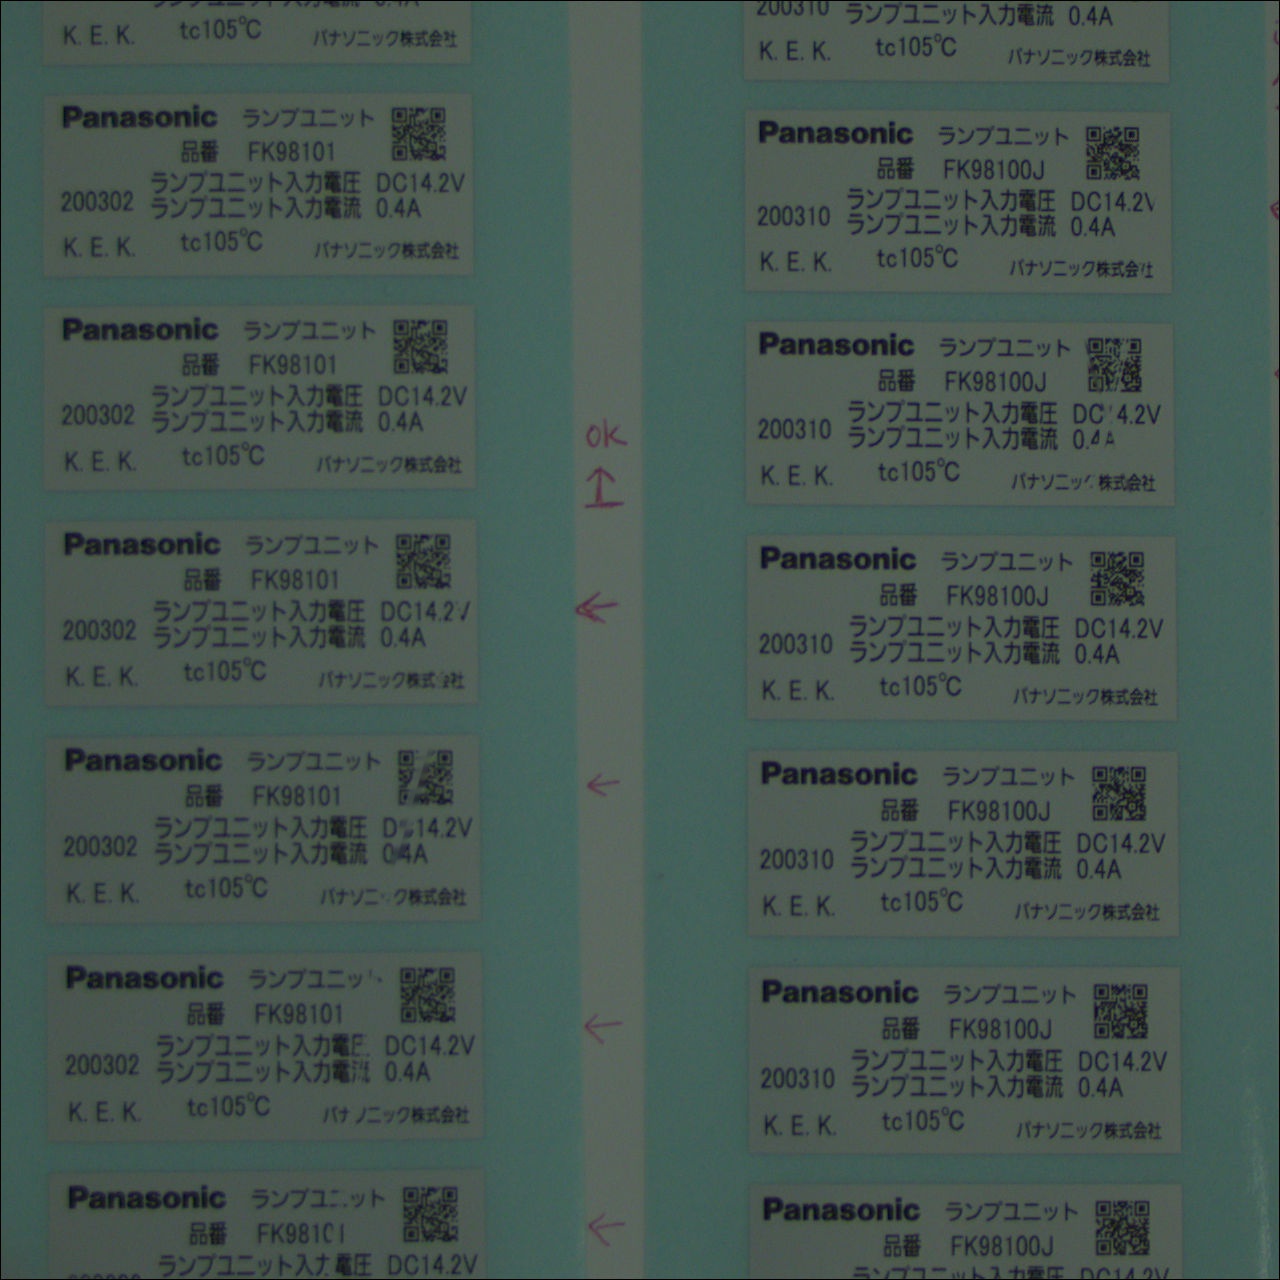 K. E. K. tc105℃ パナソニック株式会社
Panasonic ランプユニット
品番 FK98101
ランプユニット入力電圧 DC14.2V
200302 ランプユニット入力電流 0.4A
K. E. K. tc105℃ パナソニック株式会社
Panasonic ランプユニット
品番 FK98101
ランプユニット入力電圧 DC14.2V
200302 ランプユニット入力電流 0.4A
K. E. K. tc105℃ パナソニック株式会社
Panasonic ランプユニット
品番 FK98101
ランプユニット入力電圧 DC14.2V
200302 ランプユニット入力電流 0.4A
K. E. K. tc105℃ パナソニック株式会社
Panasonic ランプユニット
品番 FK98101
ランプユニット入力電圧
200302 ランプユニット入力電流 0.4A
K. E. K. tc105℃ パナソニック株式会社
Panasonic
品番 FK98101
ランプユニット入力電圧 DC14.2V
200302 ランプユニット入力電流 0.4A
K. E. K. tc105℃ パナソニック株式会社
Panasonic ランプユニット
品番 FK98101
ランプユニット入力電圧 DC14.2V
OK
200310 ランプユニット入力電流 0.4A
K. E. K. tc105℃ パナソニック株式会社
Panasonic ランプユニット
品番 FK98100J
ランプユニット入力電圧 DC14.2V
200310 ランプユニット入力電流 0.4A
K. E. K. tc105℃ パナソニック株式会社
Panasonic ランプユニット
品番 FK98100J
ランプユニット入力電圧 DC14.2V
200310 ランプユニット入力電流 0.4A
K. E. K. tc105℃ パナソニック株式会社
Panasonic ランプユニット
品番 FK98100J
ランプユニット入力電圧 DC14.2V
200310 ランプユニット入力電流 0.4A
K. E. K. tc105℃ パナソニック株式会社
Panasonic ランプユニット
品番 FK98100J
ランプユニット入力電圧 DC14.2V
200310 ランプユニット入力電流 0.4A
K. E. K. tc105℃ パナソニック株式会社
Panasonic ランプユニット
品番 FK98100J
ランプユニット入力電圧 DC14.2V
200310 ランプユニット入力電流 0.4A
K. E. K. tc105℃ パナソニック株式会社
Panasonic ランプユニット
品番 FK98100J
ランプユニット入力電圧 DC14.2V